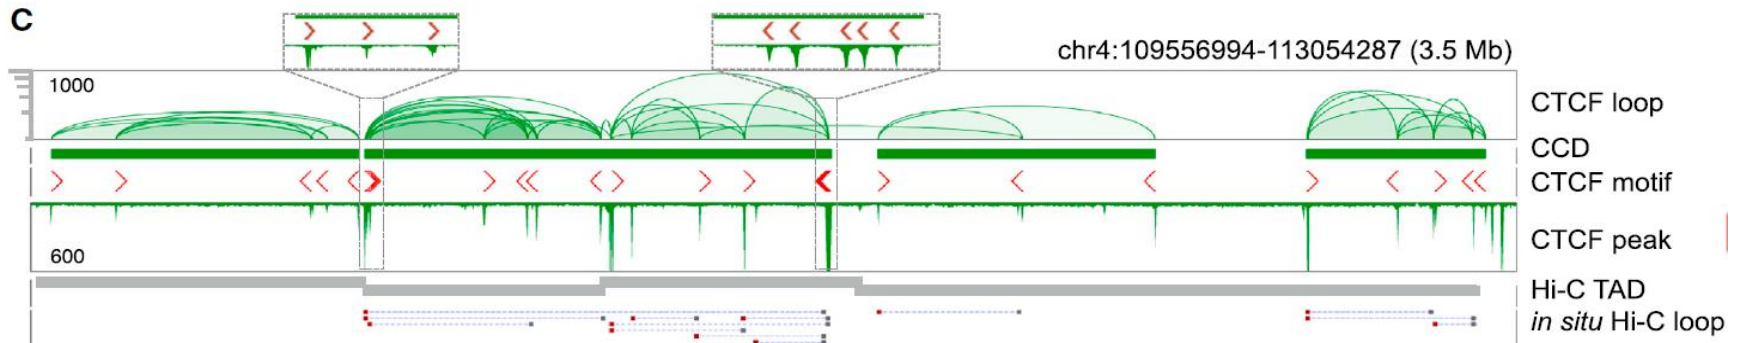 C
chr4:109556994-113054287 (3.5 Mb)
1000
CTCF loop
CCD
CTCF motif
CTCF peak
600
Hi-C TAD
in situ Hi-C loop